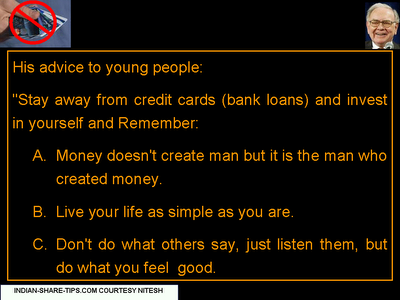 His advice to young people:
"Stay away from credit cards (bank loans) and invest
in yourself and Remember:
A. Money doesn't create man but it is the man who
created money.
B. Live your life as simple as you are.
C. Don't do what others say, just listen them, but
do what you feel  good.
INDIAN-SHARE-TIPS.COM COURTESY NITESH